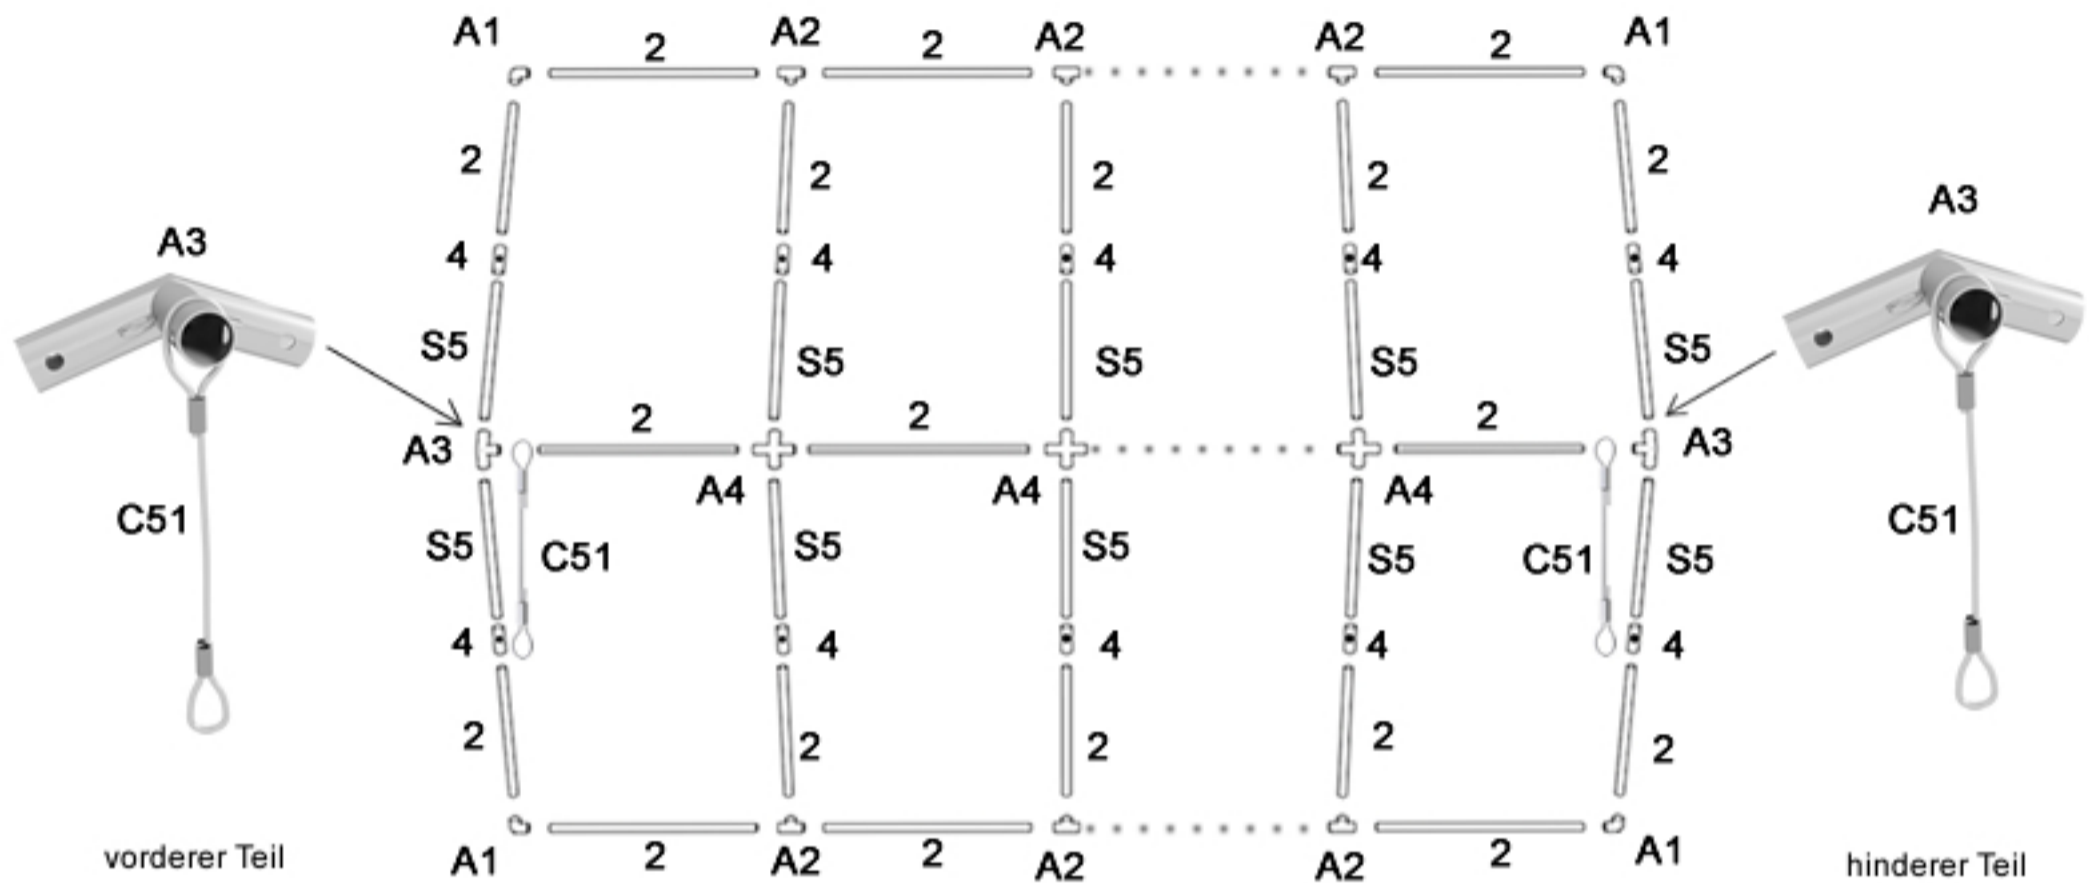 A1 2 A2 2 A2 A2 2 A1
2 2 2 2 2
A3 A3
4 4 4 4 4
S5 S5 S5 S5 S5
2 2 2
A3 A4 A4 A4 A3
C51 S5 C51 S5 S5 S5 C51 S5 C51
4 4 4 4 4
2 2 2 2 2
vorderer Teil A1 2 A2 2 A2 A2 2 A1 hinderer Teil